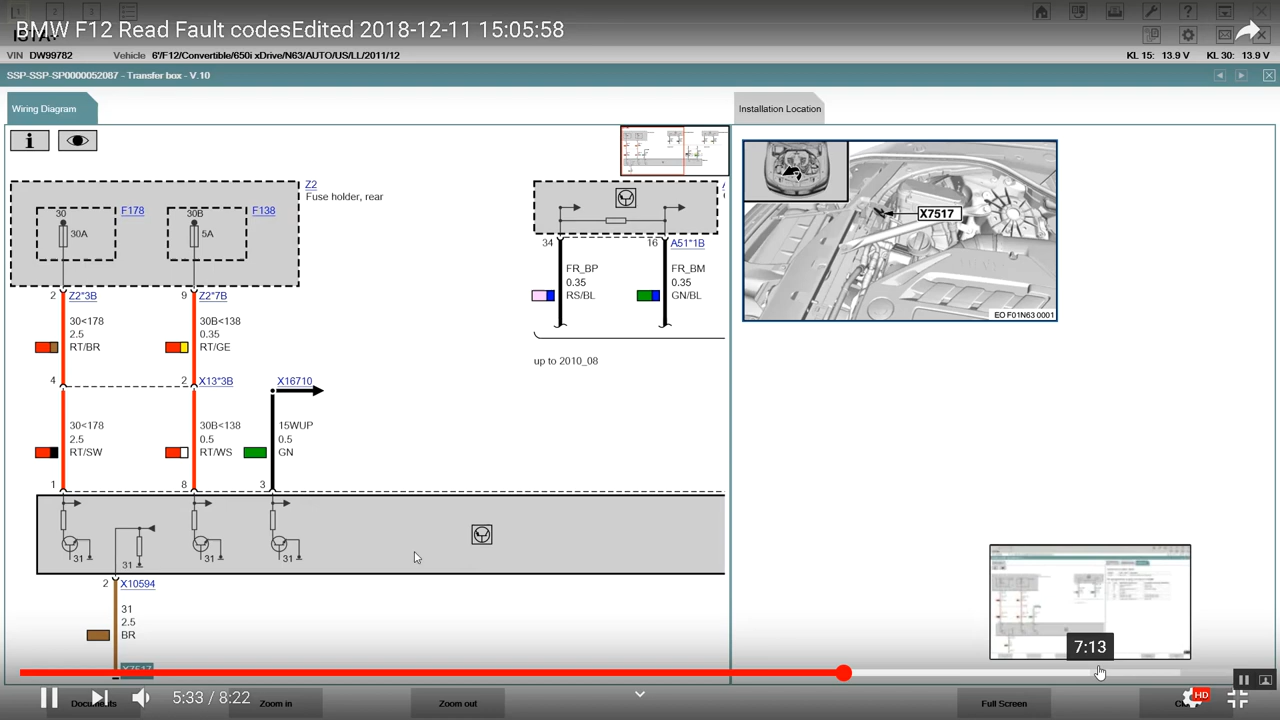 BMW F12 Read Fault codesEdited 2018-12-11 15:05:58
VIN DW99782 Vehicle 6'/F12/Convertible/650i xDrive/N63/AUTO/US/LL/2011/12 KL 15: 13.9 V KL 30: 13.9 V
SSP-SSP-SP0000052087 - Transfer box - V.10
Wiring Diagram
Installation Location
Z2
Fuse holder, rear
30 F178 30B F138
30A 5A
2 Z2*3B 9 Z2*7B
34 16 A51*1B
FR_BP FR_BM
0.35 0.35
RS/BL GN/BL
30<178 30B<138
2.5 0.35
RT/BR RT/GE
up to 2010_08
4 2 X13*3B X16710
30<178 30B<138 15WUP
2.5 0.5 0.5
RT/SW RT/WS GN
1 8 3
31 31 31 31
2 X10594
31
2.5
BR
X7517
X7517
EO F01N63 0001
7:13
5:33 / 8:22
HD
Documents Zoom in Zoom out Full Screen